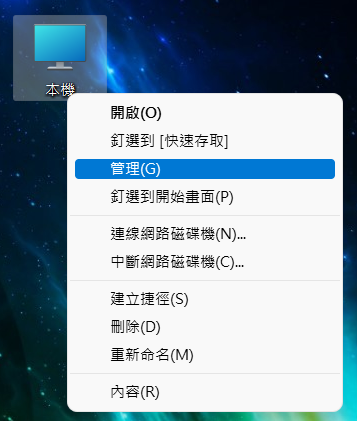 本機
開啟(O)
釘選到 [快速存取]
管理(G)
釘選到開始畫面(P)
連線網路磁碟機(N)...
中斷網路磁碟機(C)...
建立捷徑(S)
刪除(D)
重新命名(M)
內容(R)